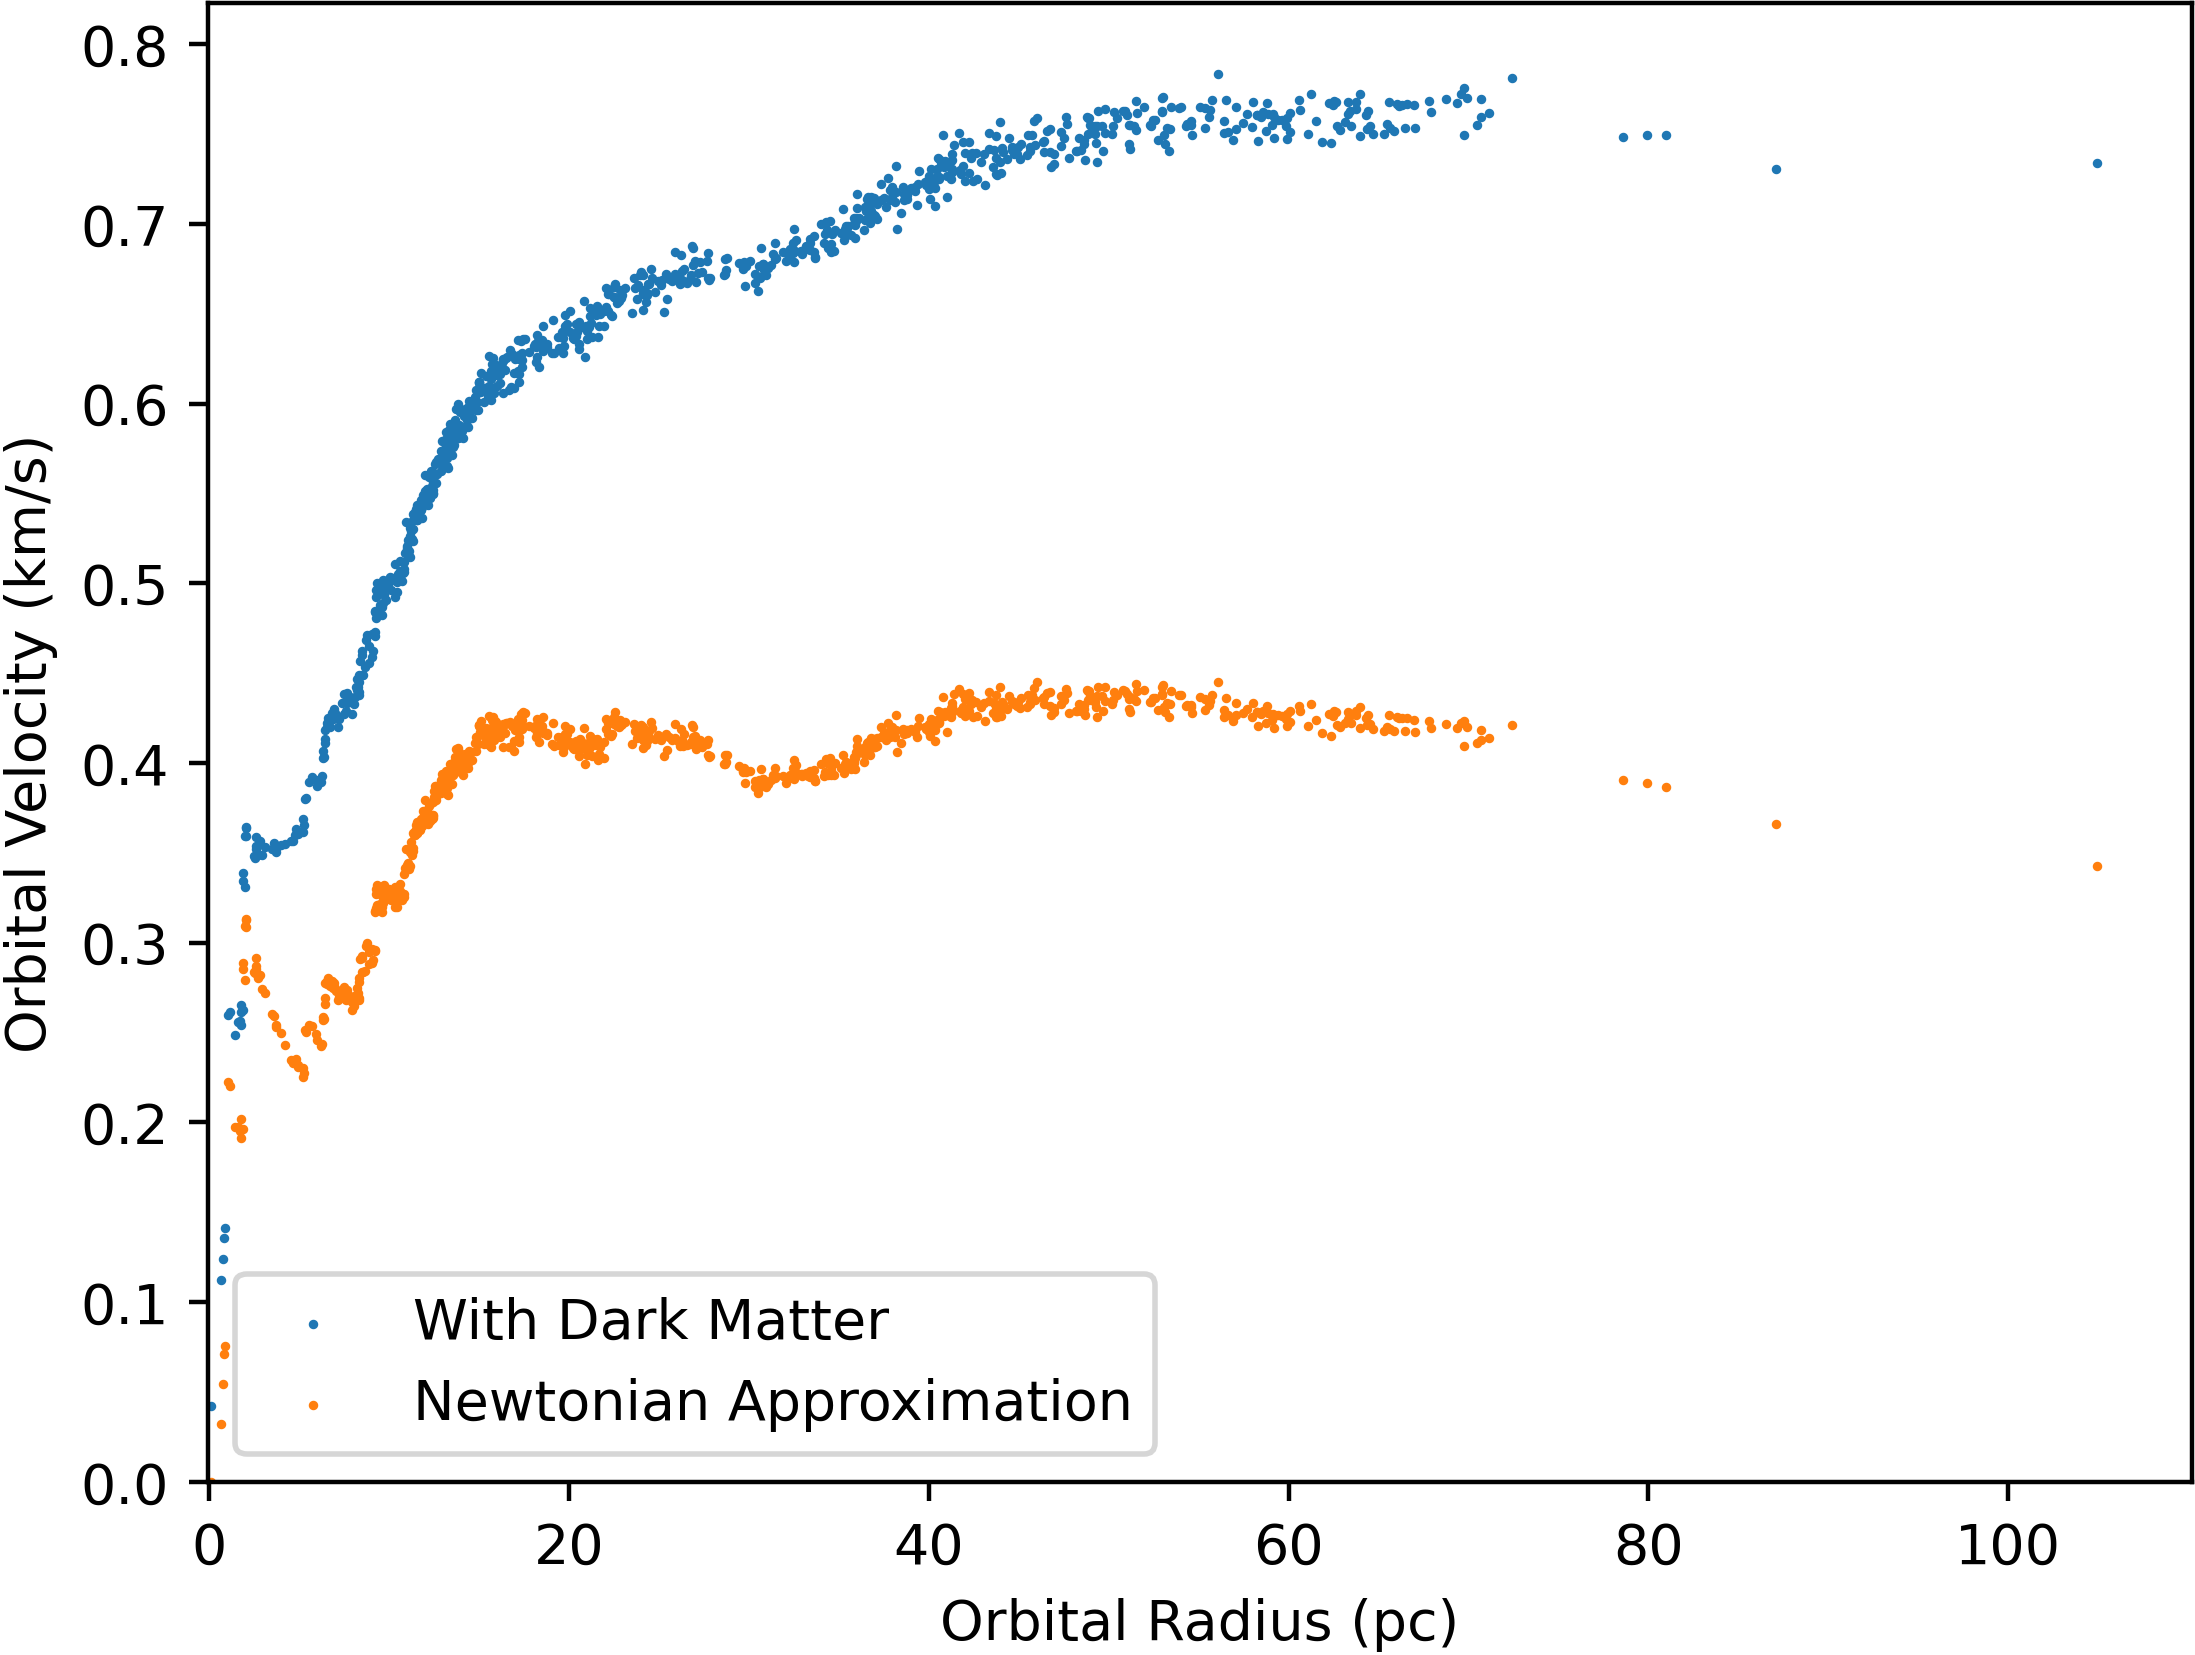 0.8
0.7
0.6
0.5
0.4
0.3
0.2
0.1
0.0
Orbital Velocity (km/s)
With Dark Matter
Newtonian Approximation
0 20 40 60 80 100
Orbital Radius (pc)